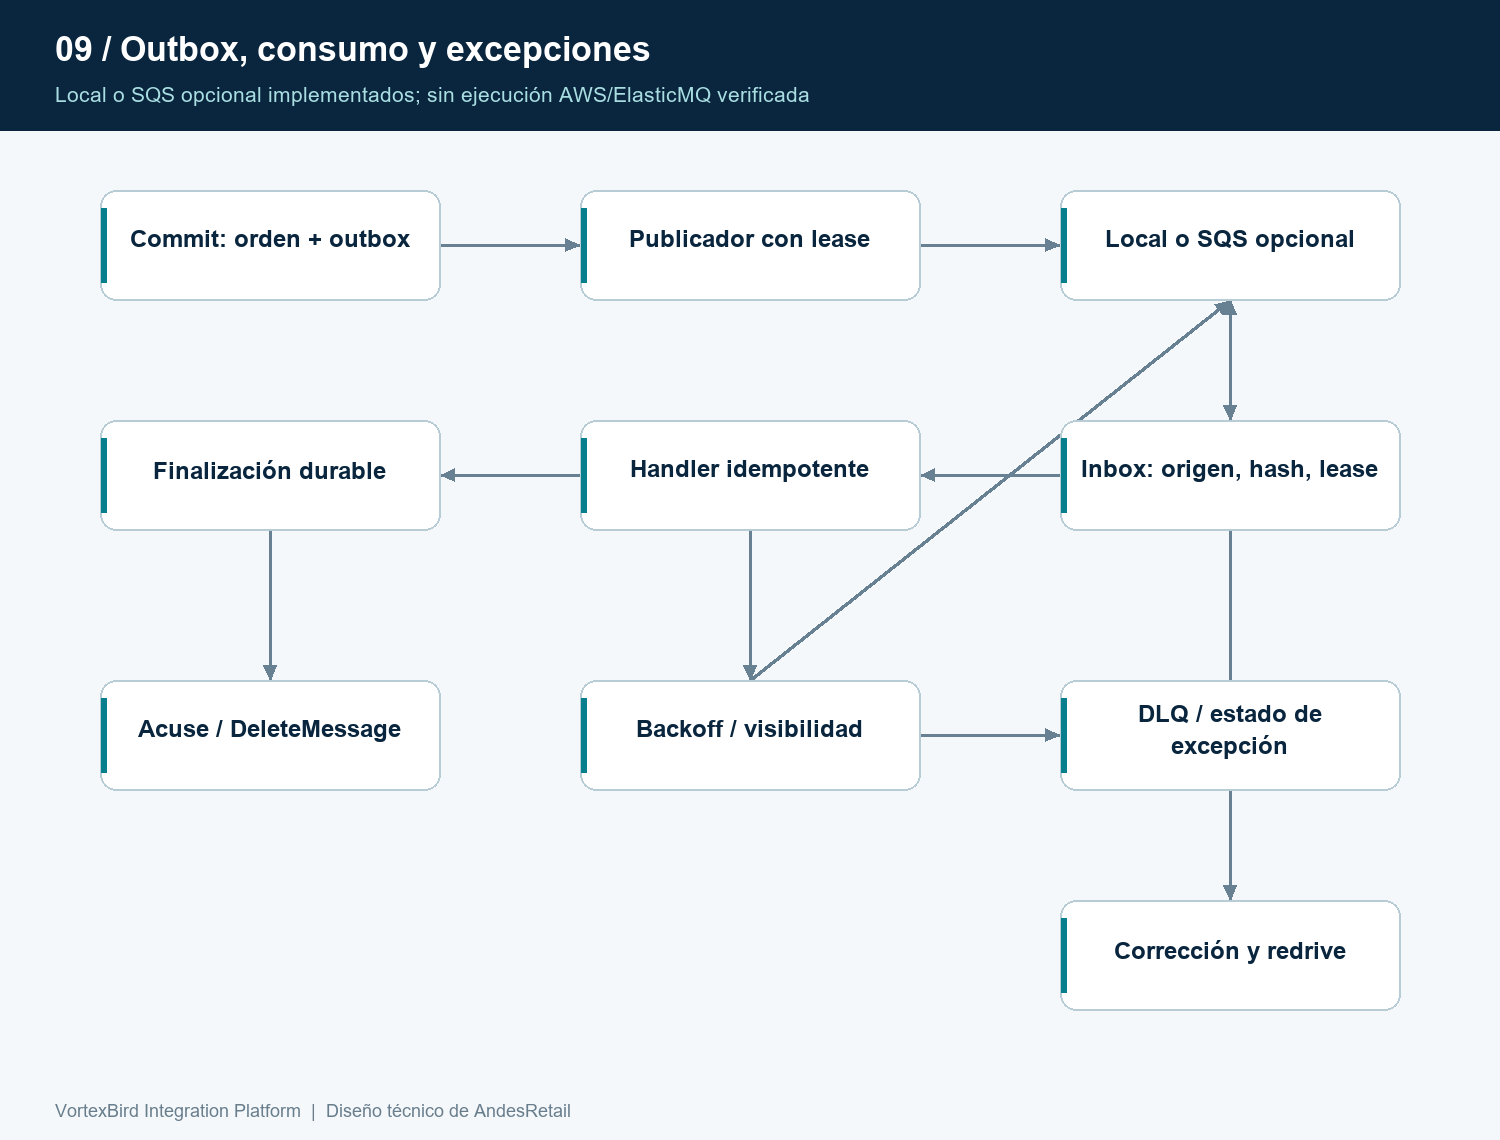 09 / Outbox, consumo y excepciones
Local o SQS opcional implementados; sin ejecución AWS/ElasticMQ verificada
Commit: orden + outbox
Publicador con lease
Local o SQS opcional
Finalización durable
Handler idempotente
Inbox: origen, hash, lease
Acuse / DeleteMessage
Backoff / visibilidad
DLQ / estado de
excepción
Corrección y redrive
VortexBird Integration Platform | Diseño técnico de AndesRetail